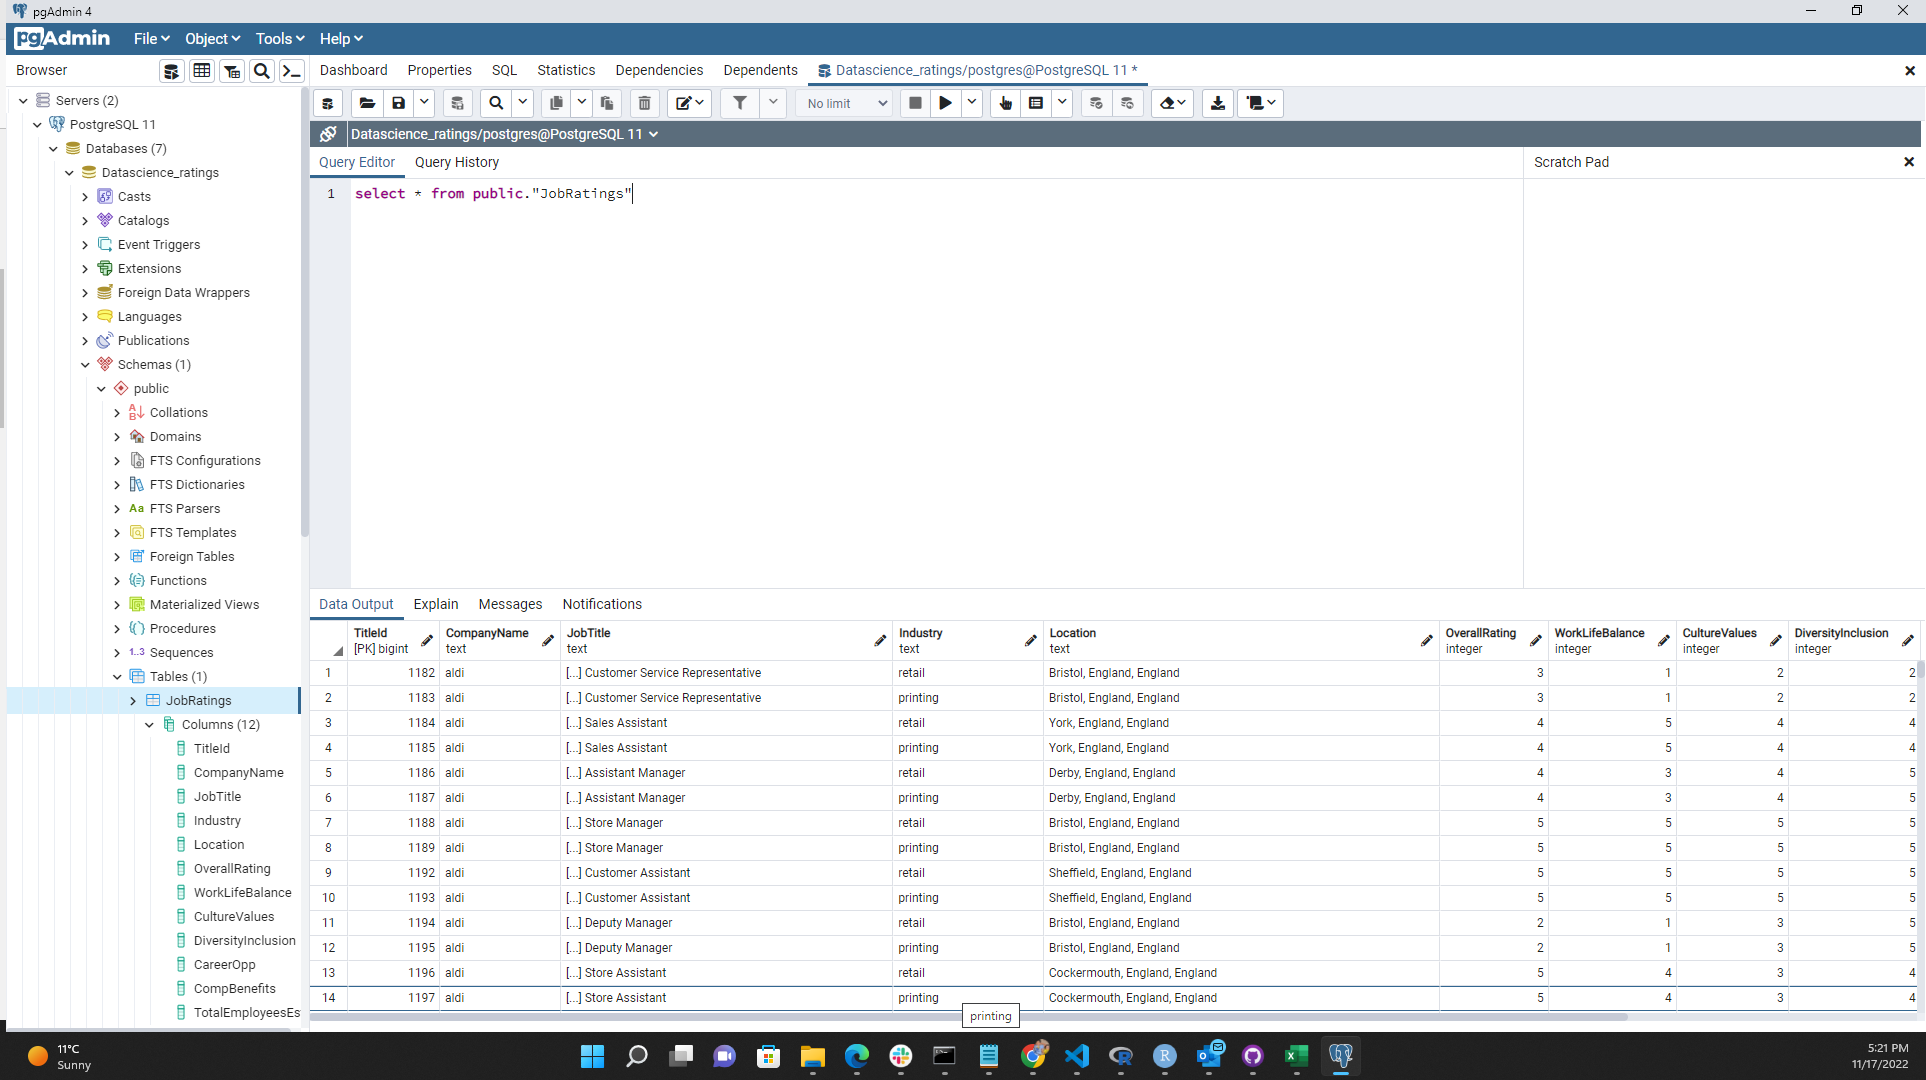 pgAdmin 4
pgAdmin File Object Tools Help
Browser
Dashboard Properties SQL Statistics Dependencies Dependents Datascience_ratings/postgres@PostgreSQL 11 *
No limit
Datascience_ratings/postgres@PostgreSQL 11
Query Editor Query History
Scratch Pad
1 select * from public."JobRatings"
Servers (2)
PostgreSQL 11
Databases (7)
Datascience_ratings
Casts
Catalogs
Event Triggers
Extensions
Foreign Data Wrappers
Languages
Publications
Schemas (1)
public
Collations
Domains
FTS Configurations
FTS Dictionaries
Aa FTS Parsers
FTS Templates
Foreign Tables
Functions
Materialized Views
Procedures
1..3 Sequences
Tables (1)
JobRatings
Columns (12)
TitleId
CompanyName
JobTitle
Industry
Location
OverallRating
WorkLifeBalance
CultureValues
DiversityInclusion
CareerOpp
CompBenefits
TotalEmployeesEs
Data Output Explain Messages Notifications
TitleId CompanyName JobTitle Industry Location OverallRating WorkLifeBalance CultureValues DiversityInclusion
[PK] bigint text text text text integer integer integer integer
1 1182 aldi [...] Customer Service Representative retail Bristol, England, England 3 1 2 2
2 1183 aldi [...] Customer Service Representative printing Bristol, England, England 3 1 2 2
3 1184 aldi [...] Sales Assistant retail York, England, England 4 5 4 4
4 1185 aldi [...] Sales Assistant printing York, England, England 4 5 4 4
5 1186 aldi [...] Assistant Manager retail Derby, England, England 4 3 4 5
6 1187 aldi [...] Assistant Manager printing Derby, England, England 4 3 4 5
7 1188 aldi [...] Store Manager retail Bristol, England, England 5 5 5 5
8 1189 aldi [...] Store Manager printing Bristol, England, England 5 5 5 5
9 1192 aldi [...] Customer Assistant retail Sheffield, England, England 5 5 5 5
10 1193 aldi [...] Customer Assistant printing Sheffield, England, England 5 5 5 5
11 1194 aldi [...] Deputy Manager retail Bristol, England, England 2 1 3 5
12 1195 aldi [...] Deputy Manager printing Bristol, England, England 2 1 3 5
13 1196 aldi [...] Store Assistant retail Cockermouth, England, England 5 4 3 4
14 1197 aldi [...] Store Assistant printing Cockermouth, England, England 5 4 3 4
printing
11°C
Sunny
5:21 PM
11/17/2022